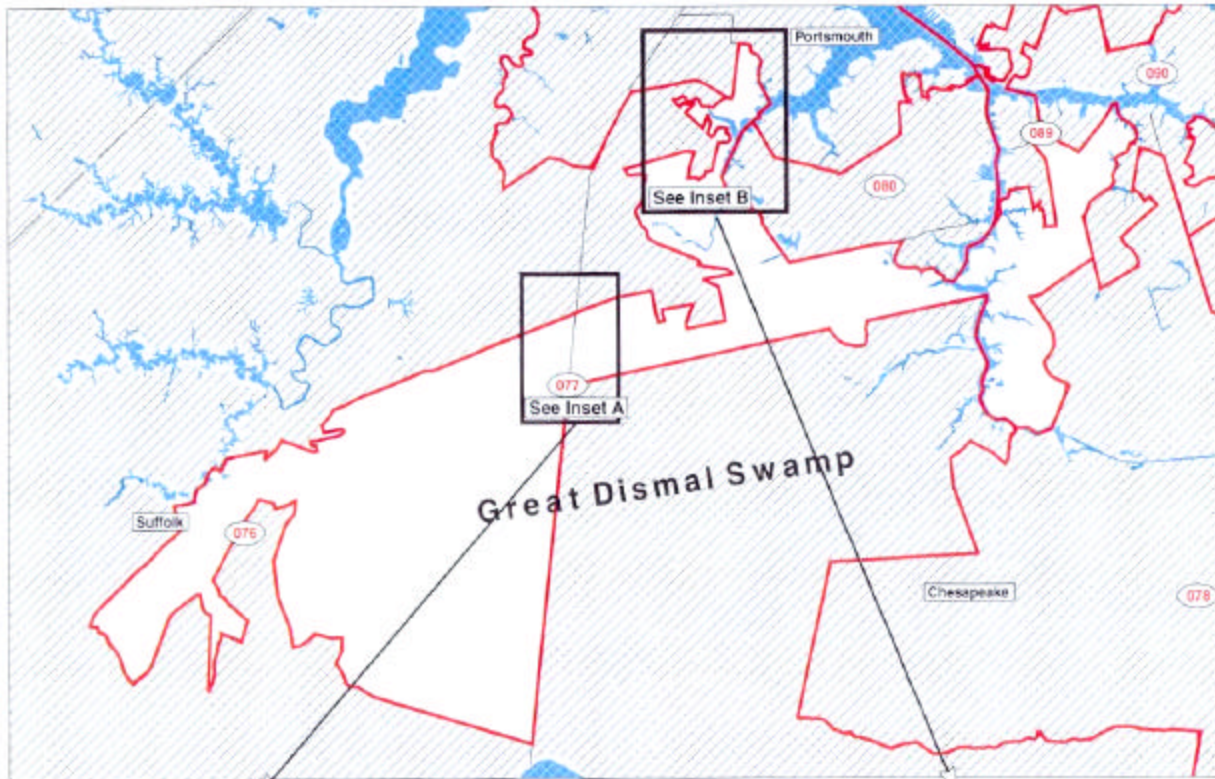 Portsmouth
090
089
080
See Inset B
077
See Inset A
Great Dismal Swamp
Suffolk
076
Chesapeake
078